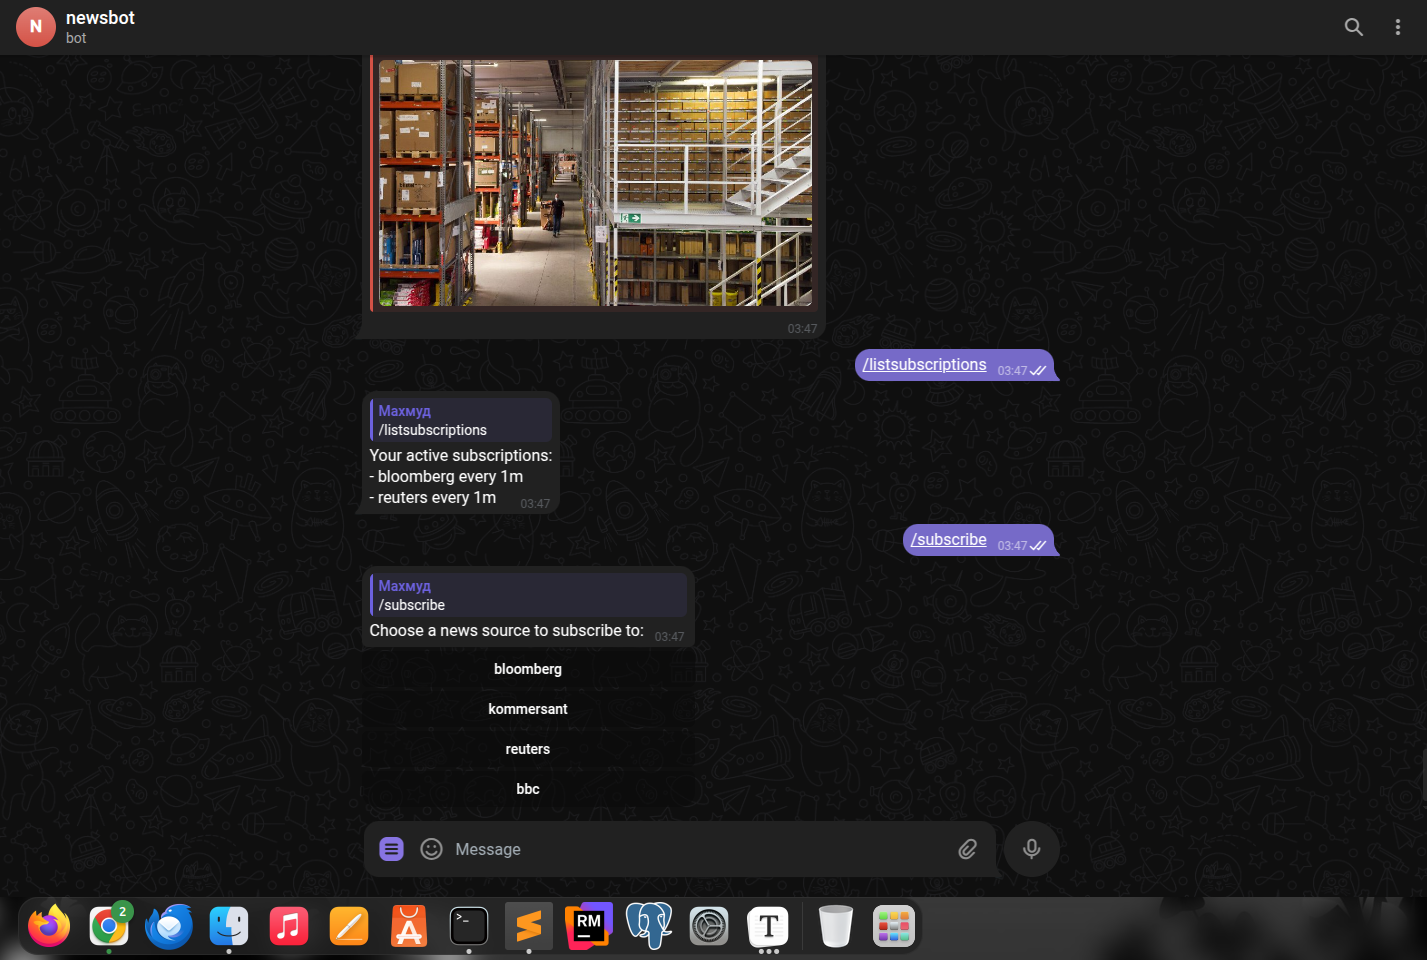 N
newsbot
bot
03:47
/listsubscriptions 03:47
Махмуд
/listsubscriptions
Your active subscriptions:
- bloomberg every 1m
- reuters every 1m 03:47
/subscribe 03:47
Махмуд
/subscribe
Choose a news source to subscribe to: 03:47
bloomberg
kommersant
reuters
bbc
Message
2
>_
RM
T